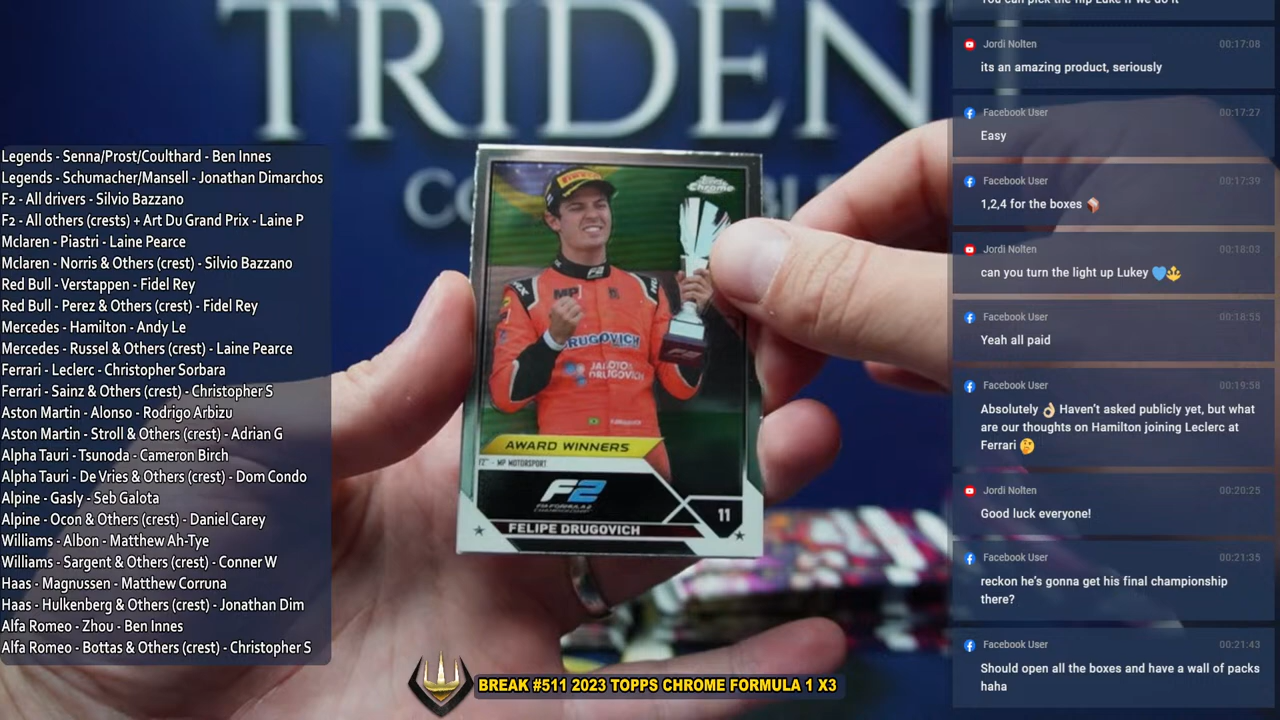 TRIDEN
Legends - Senna/Prost/Coulthard - Ben Innes
Legends - Schumacher/Mansell - Jonathan Dimarchos
F2 - All drivers - Silvio Bazzano
F2 - All others (crests) + Art Du Grand Prix - Laine P
Mclaren - Piastri - Laine Pearce
Mclaren - Norris & Others (crest) - Silvio Bazzano
Red Bull - Verstappen - Fidel Rey
Red Bull - Perez & Others (crest) - Fidel Rey
Mercedes - Hamilton - Andy Le
Mercedes - Russel & Others (crest) - Laine Pearce
Ferrari - Leclerc - Christopher Sorbara
Ferrari - Sainz & Others (crest) - Christopher S
Aston Martin - Alonso - Rodrigo Arbizu
Aston Martin - Stroll & Others (crest) - Adrian G
Alpha Tauri - Tsunoda - Cameron Birch
Alpha Tauri - De Vries & Others (crest) - Dom Condo
Alpine - Gasly - Seb Galota
Alpine - Ocon & Others (crest) - Daniel Carey
Williams - Albon - Matthew Ah-Tye
Williams - Sargent & Others (crest) - Conner W
Haas - Magnussen - Matthew Corruna
Haas - Hulkenberg & Others (crest) - Jonathan Dim
Alfa Romeo - Zhou - Ben Innes
Alfa Romeo - Bottas & Others (crest) - Christopher S
Topps
Chrome
PIRELLI
F2
MP
DRUGOVICH
DRUGOVICH
AWARD WINNERS
F2™ - MP MOTORSPORT
F2
FIA FORMULA 2
CHAMPIONSHIP
11
FELIPE DRUGOVICH
BREAK #511 2023 TOPPS CHROME FORMULA 1 X3
Jordi Nolten 00:17:08
its an amazing product, seriously
Facebook User 00:17:27
Easy
Facebook User 00:17:39
1,2,4 for the boxes
Jordi Nolten 00:18:03
can you turn the light up Lukey
Facebook User 00:18:55
Yeah all paid
Facebook User 00:19:58
Absolutely 👌 Haven't asked publicly yet, but what
are our thoughts on Hamilton joining Leclerc at
Ferrari 🤔
Jordi Nolten 00:20:25
Good luck everyone!
Facebook User 00:21:35
reckon he's gonna get his final championship
there?
Facebook User 00:21:43
Should open all the boxes and have a wall of packs
haha